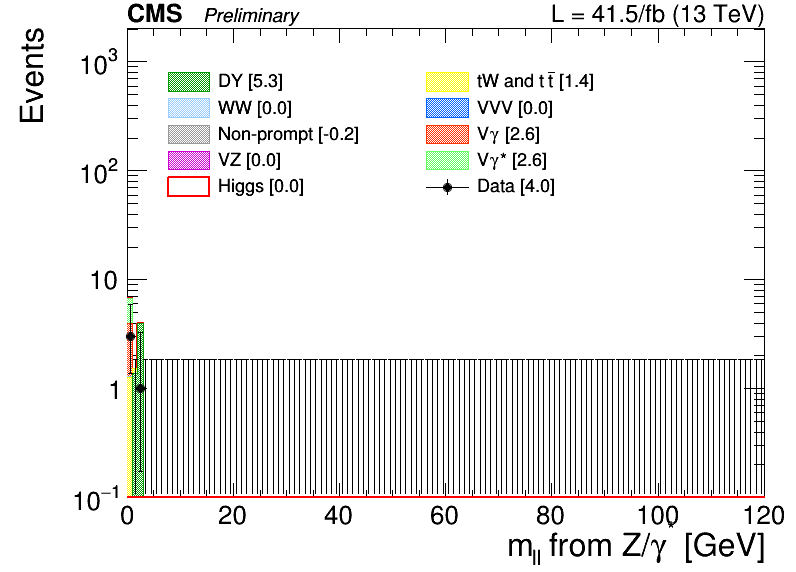 CMS Preliminary L = 41.5/fb (13 TeV)
Events
10³
10²
10
1
10⁻¹
DY [5.3]
WW [0.0]
Non-prompt [-0.2]
VZ [0.0]
Higgs [0.0]
tW and tt̅ [1.4]
VVV [0.0]
Vγ [2.6]
Vγ* [2.6]
Data [4.0]
0 20 40 60 80 100 120
m_ll from Z/γ* [GeV]